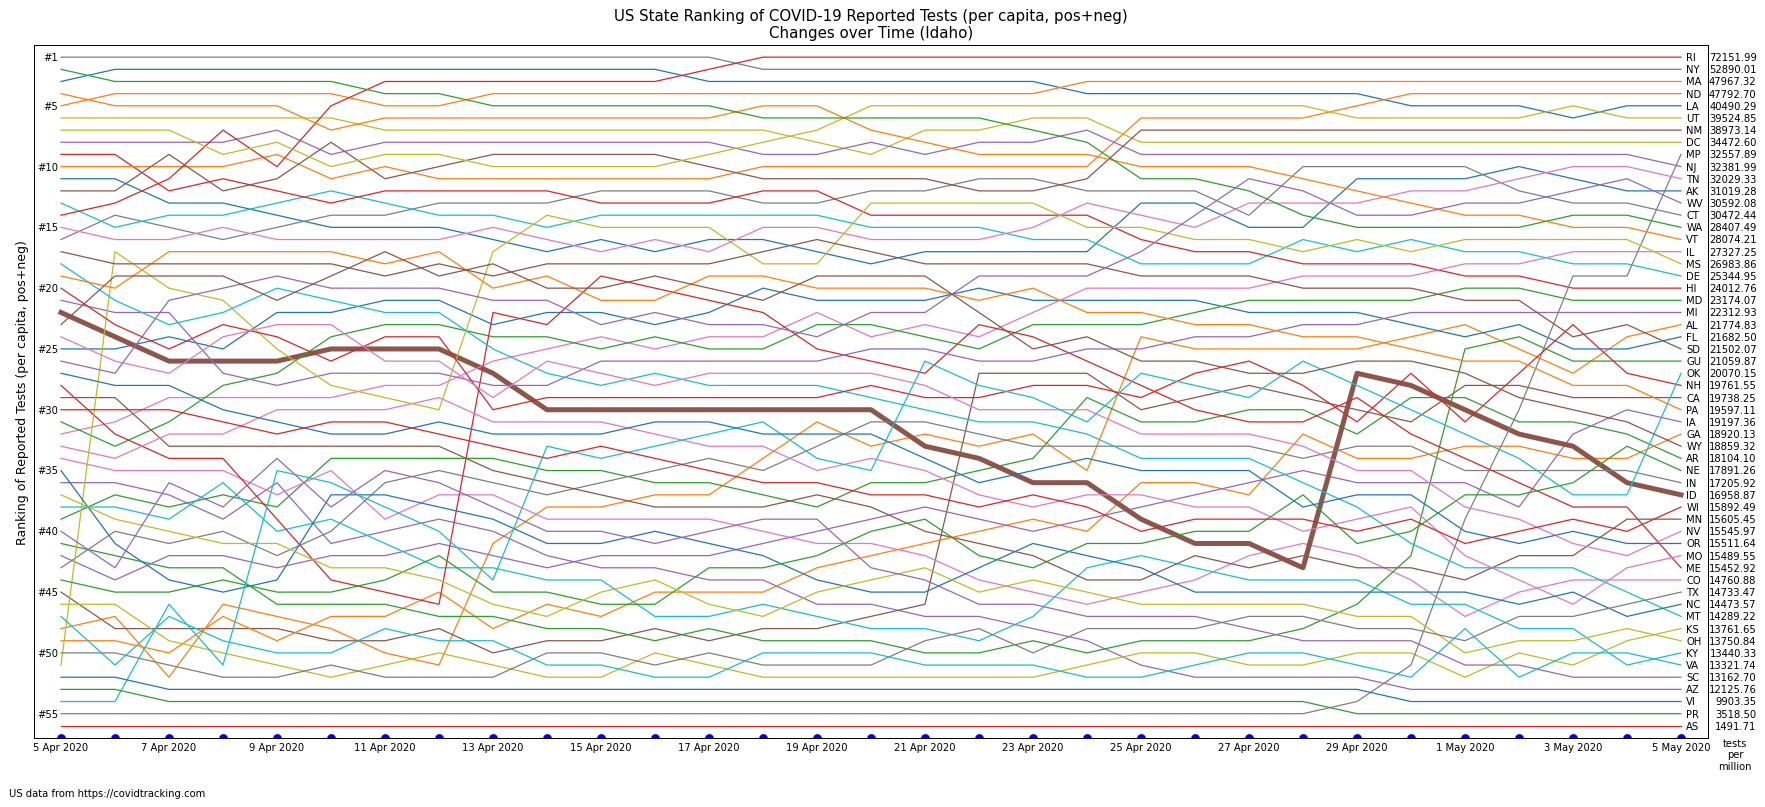 US State Ranking of COVID-19 Reported Tests (per capita, pos+neg)
Changes over Time (Idaho)
Ranking of Reported Tests (per capita, pos+neg)
#1
#5
#10
#15
#20
#25
#30
#35
#40
#45
#50
#55
RI 72151.99
NY 52890.01
MA 47967.32
ND 47792.70
LA 40490.29
UT 39524.85
NM 38973.14
DC 34472.60
MP 32557.89
NJ 32381.99
TN 32029.33
AK 31019.28
WV 30592.08
CT 30472.44
WA 28407.49
VT 28074.21
IL 27327.25
MS 26983.86
DE 25344.95
HI 24012.76
MD 23174.07
MI 22312.93
AL 21774.83
FL 21682.50
SD 21502.07
GU 21059.87
OK 20070.15
NH 19761.55
CA 19738.25
PA 19597.11
IA 19197.36
GA 18920.13
WY 18859.32
AR 18104.10
NE 17891.26
IN 17205.92
ID 16958.87
WI 15892.49
MN 15605.45
NV 15545.97
OR 15511.64
MO 15489.55
ME 15452.92
CO 14760.88
TX 14733.47
NC 14473.57
MT 14289.22
KS 13761.65
OH 13750.84
KY 13440.33
VA 13321.74
SC 13162.70
AZ 12125.76
VI 9903.35
PR 3518.50
AS 1491.71
5 Apr 2020 7 Apr 2020 9 Apr 2020 11 Apr 2020 13 Apr 2020 15 Apr 2020 17 Apr 2020 19 Apr 2020 21 Apr 2020 23 Apr 2020 25 Apr 2020 27 Apr 2020 29 Apr 2020 1 May 2020 3 May 2020 5 May 2020
tests
per
million
US data from https://covidtracking.com